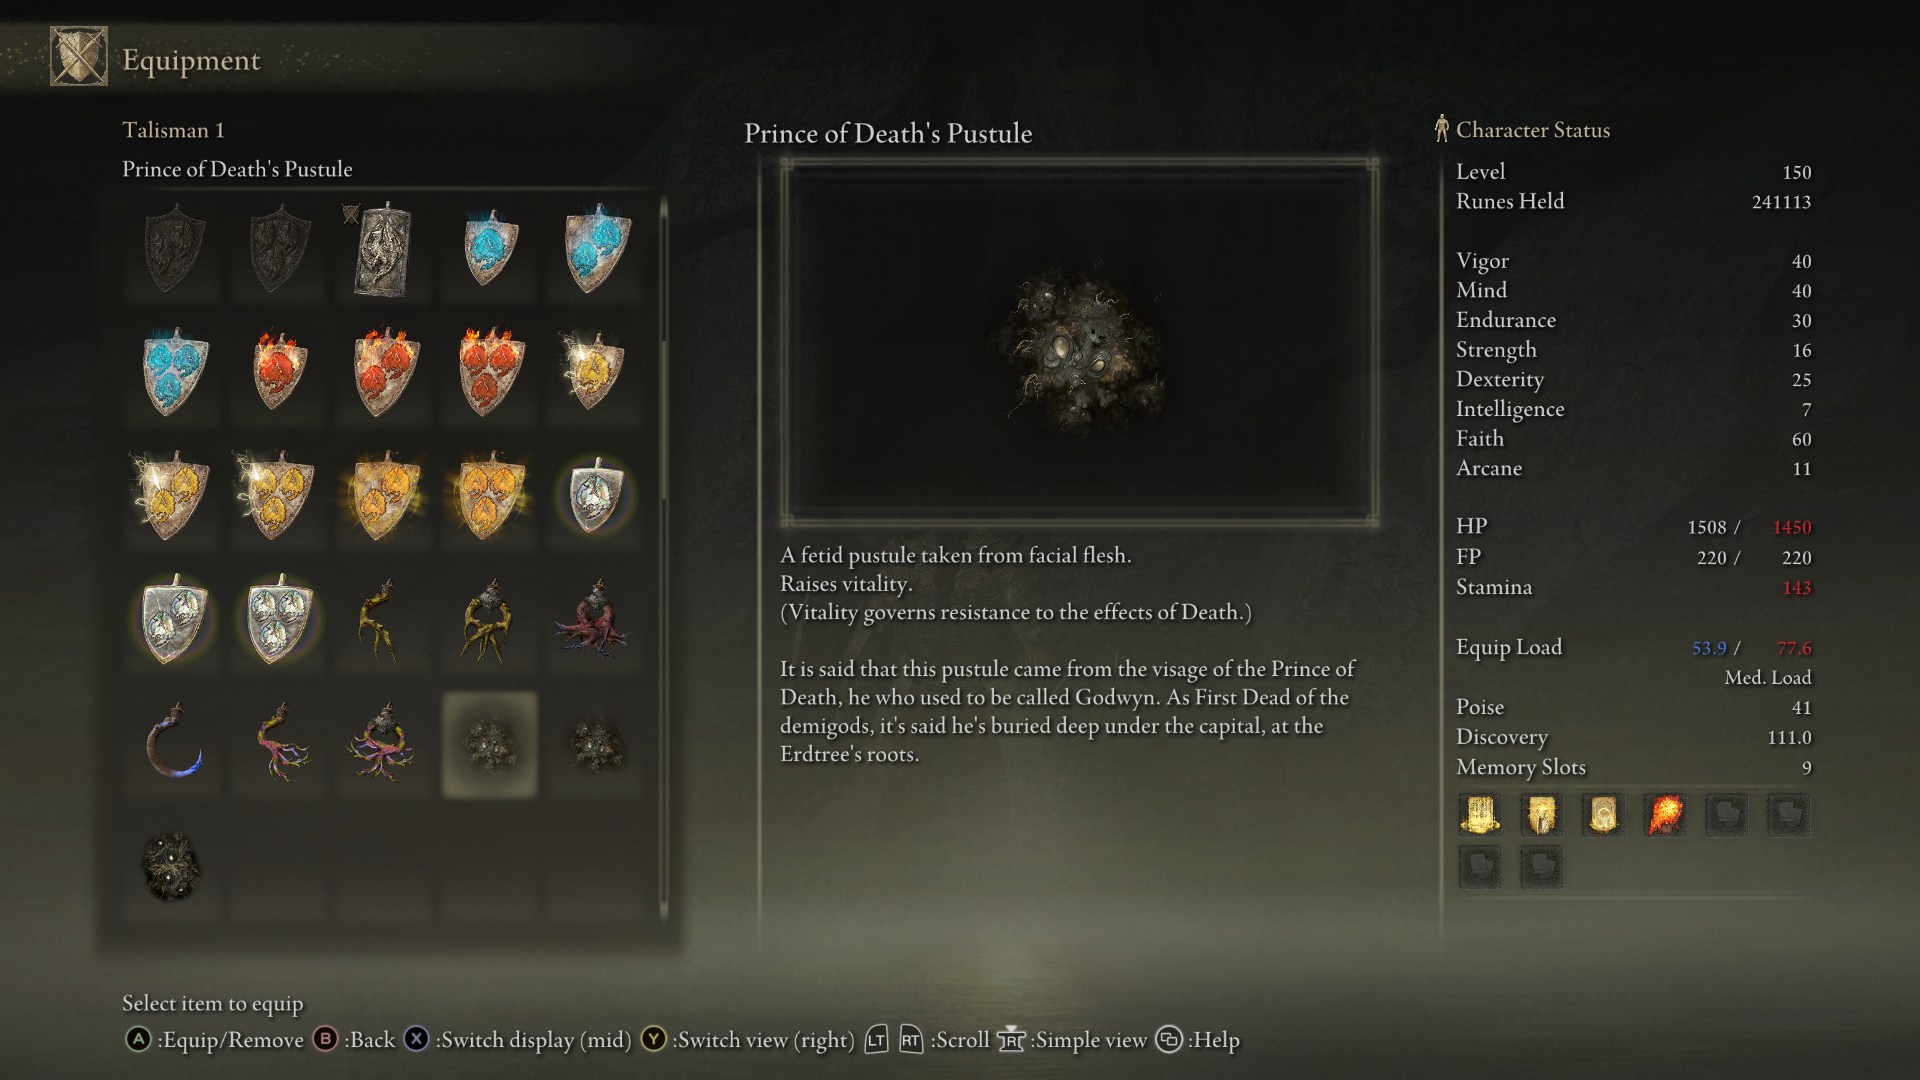 Equipment
Talisman 1
Prince of Death's Pustule
Prince of Death's Pustule
A fetid pustule taken from facial flesh.
Raises vitality.
(Vitality governs resistance to the effects of Death.)
It is said that this pustule came from the visage of the Prince of
Death, he who used to be called Godwyn. As First Dead of the
demigods, it's said he's buried deep under the capital, at the
Erdtree's roots.
Character Status
Level 150
Runes Held 241113
Vigor 40
Mind 40
Endurance 30
Strength 16
Dexterity 25
Intelligence 7
Faith 60
Arcane 11
HP 1508 / 1450
FP 220 / 220
Stamina 143
Equip Load 53.9 / 77.6
Med. Load
Poise 41
Discovery 111.0
Memory Slots 9
Select item to equip
A :Equip/Remove B :Back X :Switch display (mid) Y :Switch view (right) LT RT :Scroll R :Simple view :Help